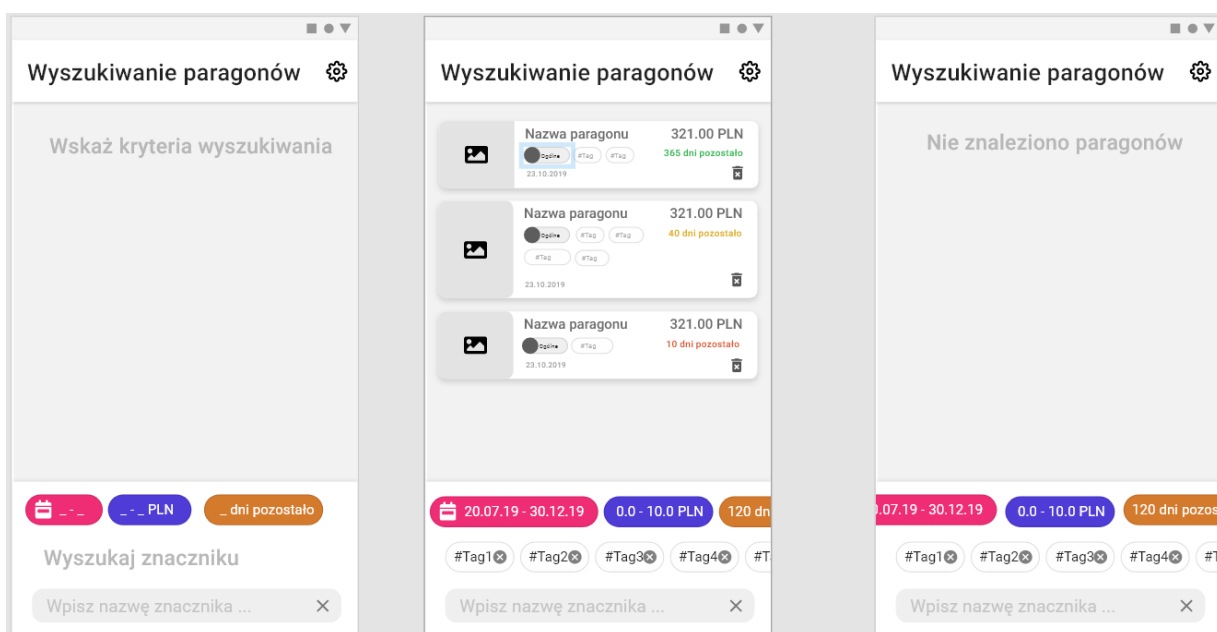 Wyszukiwanie paragonów
Wskaż kryteria wyszukiwania
_ - _
_ - _ PLN
_ dni pozostało
Wyszukaj znaczniku
Wpisz nazwę znacznika ...
Wyszukiwanie paragonów
Nazwa paragonu 321.00 PLN
Ogólne #Tag #Tag 365 dni pozostało
23.10.2019
Nazwa paragonu 321.00 PLN
Ogólne #Tag #Tag 40 dni pozostało
#Tag #Tag
23.10.2019
Nazwa paragonu 321.00 PLN
Ogólne #Tag 10 dni pozostało
23.10.2019
20.07.19 - 30.12.19 0.0 - 10.0 PLN 120 dn
#Tag1 #Tag2 #Tag3 #Tag4 #T
Wpisz nazwę znacznika ...
Wyszukiwanie paragonów
Nie znaleziono paragonów
.07.19 - 30.12.19 0.0 - 10.0 PLN 120 dni pozos
#Tag1 #Tag2 #Tag3 #Tag4 #T
Wpisz nazwę znacznika ...